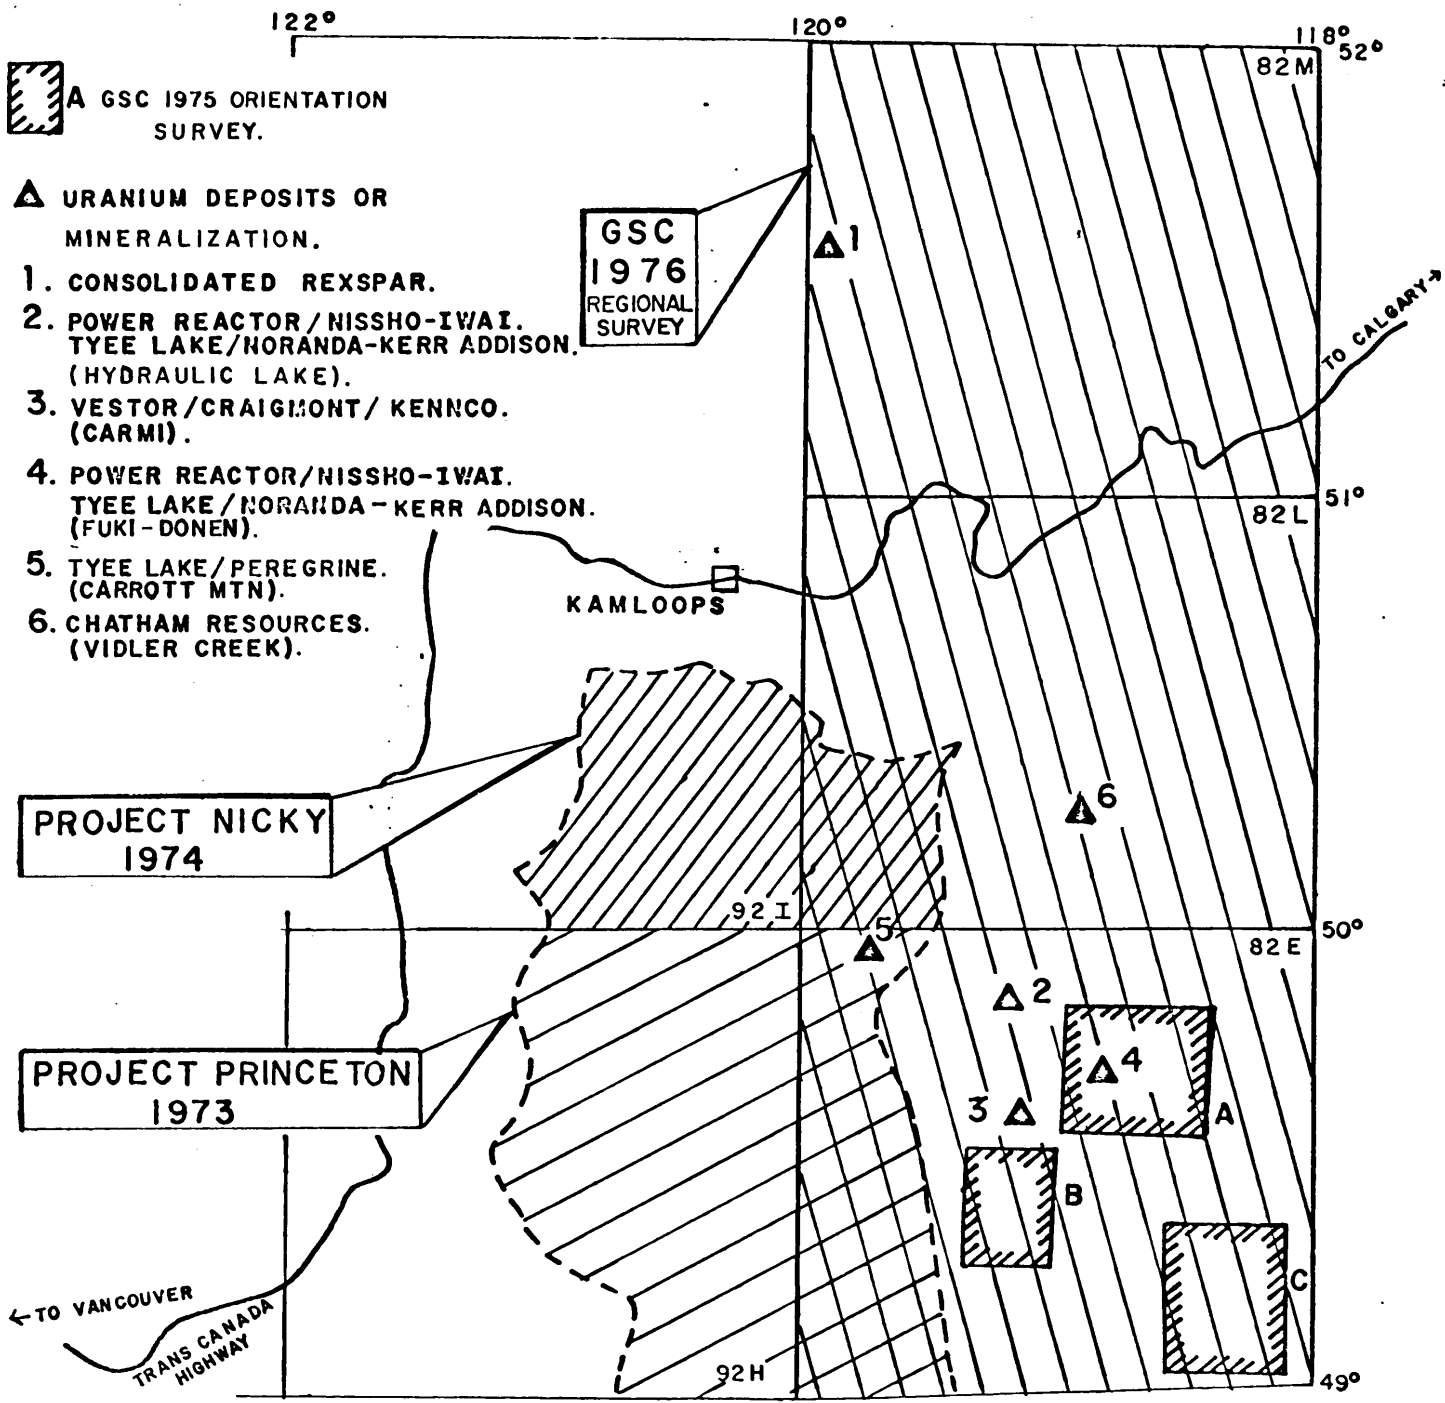 122°
120°
118°
52°
82M
A GSC 1975 ORIENTATION
SURVEY.
URANIUM DEPOSITS OR
MINERALIZATION.
1. CONSOLIDATED REXSPAR.
2. POWER REACTOR/NISSHO-IWAI.
TYEE LAKE/NORANDA-KERR ADDISON.
(HYDRAULIC LAKE).
3. VESTOR/CRAIGMONT/KENNCO.
(CARMI).
4. POWER REACTOR/NISSHO-IWAI.
TYEE LAKE/NORANDA-KERR ADDISON.
(FUKI-DONEN).
5. TYEE LAKE/PEREGRINE.
(CARROTT MTN).
6. CHATHAM RESOURCES.
(VIDLER CREEK).
GSC
1976
REGIONAL
SURVEY
1
TO CALGARY→
51°
82L
KAMLOOPS
PROJECT NICKY
1974
6
92I
5
50°
82E
2
PROJECT PRINCETON
1973
4
3
A
B
C
←TO VANCOUVER
TRANS CANADA
HIGHWAY
92H
49°